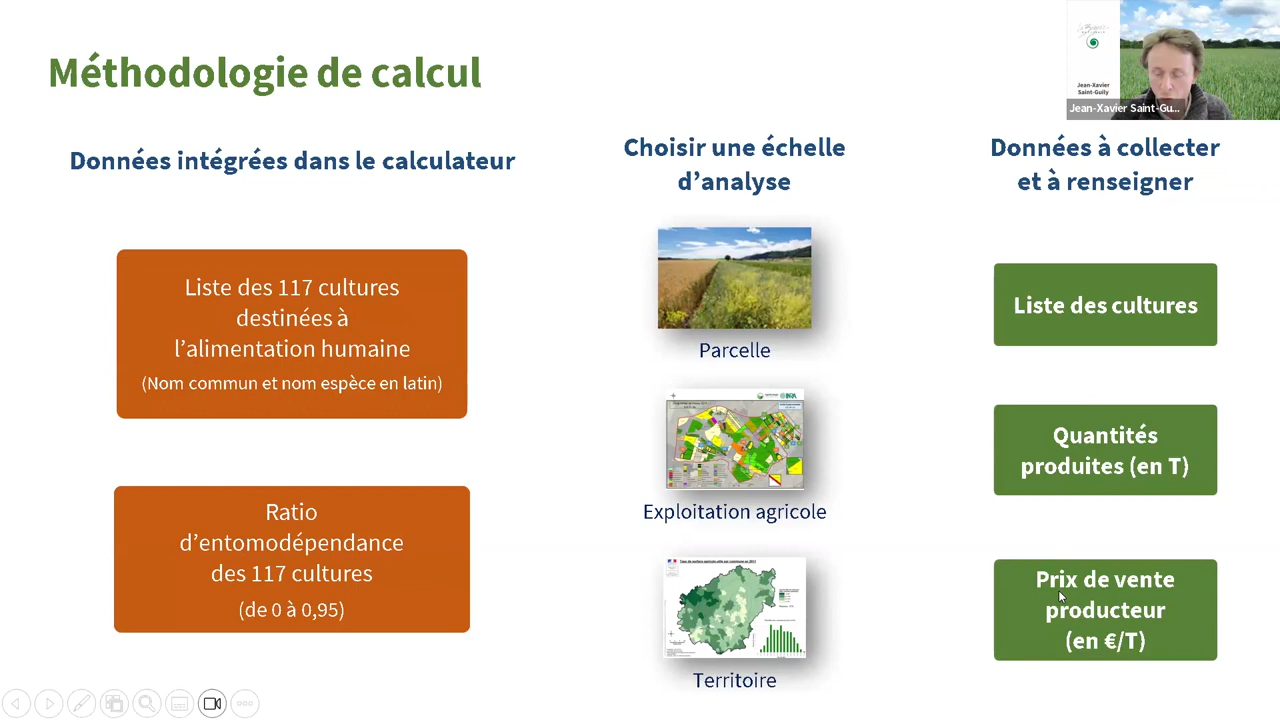 Méthodologie de calcul
Jean-Xavier
Saint-Guily
Jean-Xavier Saint-Gu...
Données intégrées dans le calculateur
Liste des 117 cultures
destinées à
l'alimentation humaine
(Nom commun et nom espèce en latin)
Ratio
d'entomodépendance
des 117 cultures
(de 0 à 0,95)
Choisir une échelle
d'analyse
Parcelle
Exploitation agricole
Territoire
Données à collecter
et à renseigner
Liste des cultures
Quantités
produites (en T)
Prix de vente
producteur
(en €/T)